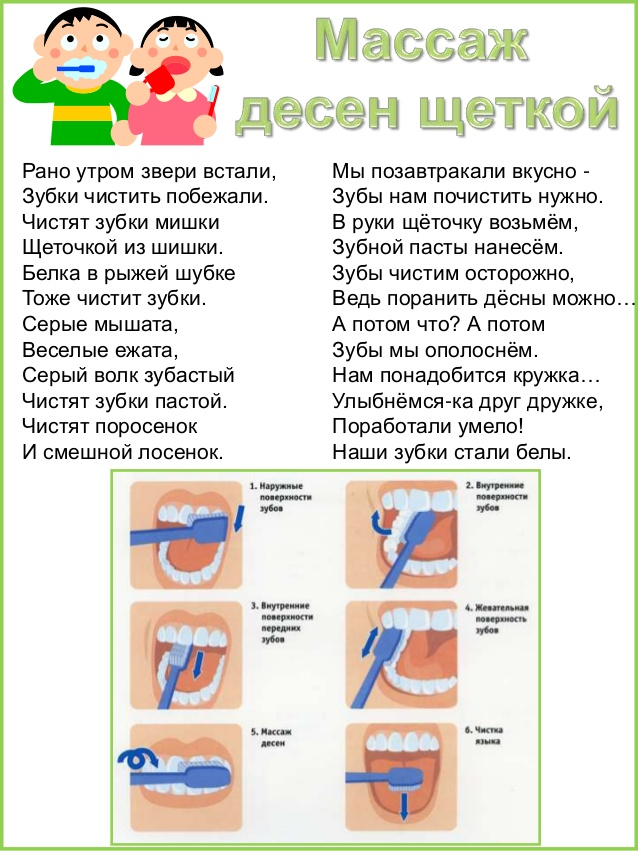 Массаж
десен щеткой
Рано утром звери встали,
Зубки чистить побежали.
Чистят зубки мишки
Щеточкой из шишки.
Белка в рыжей шубке
Тоже чистит зубки.
Серые мышата,
Веселые ежата,
Серый волк зубастый
Чистят зубки пастой.
Чистят поросенок
И смешной лосенок.
Мы позавтракали вкусно -
Зубы нам почистить нужно.
В руки щёточку возьмём,
Зубной пасты нанесём.
Зубы чистим осторожно,
Ведь поранить дёсны можно…
А потом что? А потом
Зубы мы ополоснём.
Нам понадобится кружка…
Улыбнёмся-ка друг дружке,
Поработали умело!
Наши зубки стали белы.
1. Наружные
поверхности
зубов
2. Внутренние
поверхности
зубов
3. Внутренние
поверхности
передних
зубов
4. Жевательная
поверхность
зубов
5. Массаж
десен
6. Чистка
языка